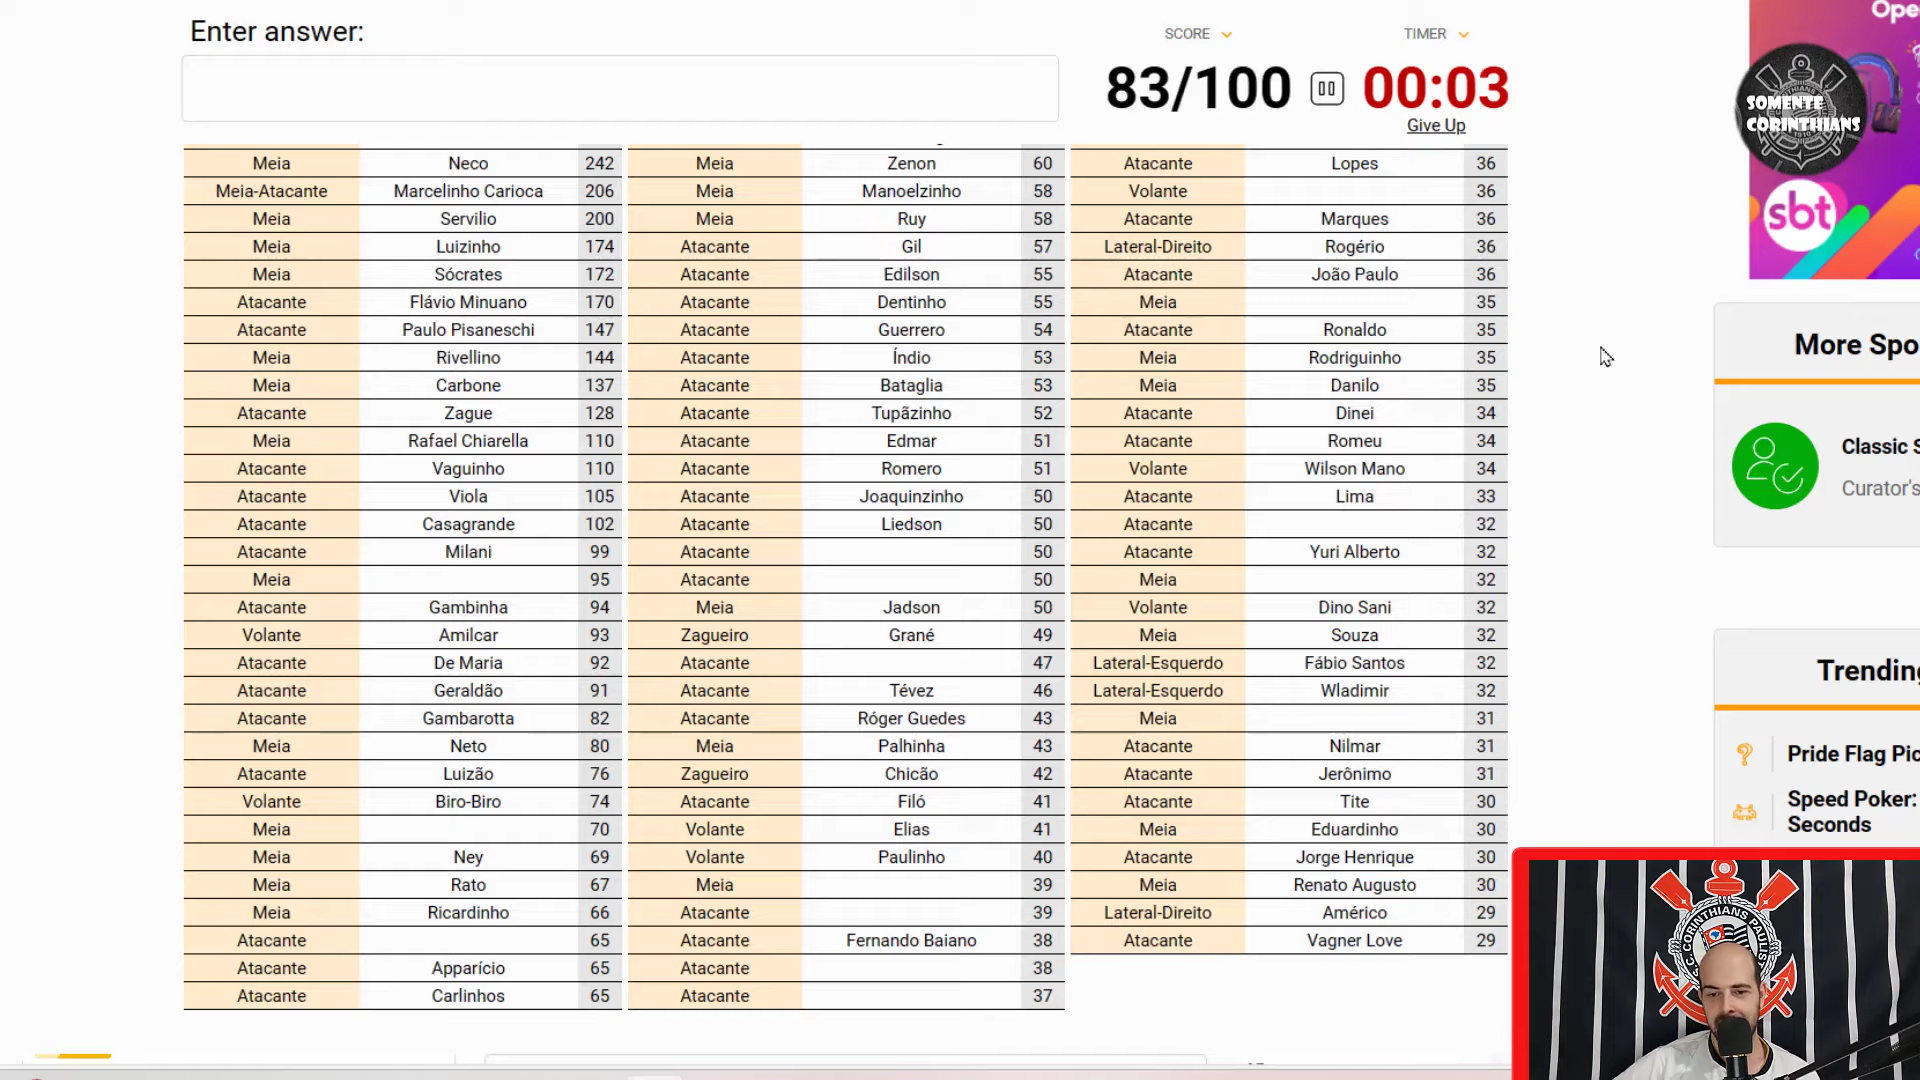 Enter answer:
SCORE
TIMER
83/100
00:03
Give Up
Meia Neco 242
Meia-Atacante Marcelinho Carioca 206
Meia Servilio 200
Meia Luizinho 174
Meia Sócrates 172
Atacante Flávio Minuano 170
Atacante Paulo Pisaneschi 147
Meia Rivellino 144
Meia Carbone 137
Atacante Zague 128
Meia Rafael Chiarella 110
Atacante Vaguinho 110
Atacante Viola 105
Atacante Casagrande 102
Atacante Milani 99
Meia 95
Atacante Gambinha 94
Volante Amilcar 93
Atacante De Maria 92
Atacante Geraldão 91
Atacante Gambarotta 82
Meia Neto 80
Atacante Luizão 76
Volante Biro-Biro 74
Meia 70
Meia Ney 69
Meia Rato 67
Meia Ricardinho 66
Atacante 65
Atacante Apparício 65
Atacante Carlinhos 65
Meia Zenon 60
Meia Manoelzinho 58
Meia Ruy 58
Atacante Gil 57
Atacante Edilson 55
Atacante Dentinho 55
Atacante Guerrero 54
Atacante Índio 53
Atacante Bataglia 53
Atacante Tupãzinho 52
Atacante Edmar 51
Atacante Romero 51
Atacante Joaquinzinho 50
Atacante Liedson 50
Atacante 50
Atacante 50
Meia Jadson 50
Zagueiro Grané 49
Atacante 47
Atacante Tévez 46
Atacante Róger Guedes 43
Meia Palhinha 43
Zagueiro Chicão 42
Atacante Filó 41
Volante Elias 41
Volante Paulinho 40
Meia 39
Atacante 39
Atacante Fernando Baiano 38
Atacante 38
Atacante 37
Atacante Lopes 36
Volante 36
Atacante Marques 36
Lateral-Direito Rogério 36
Atacante João Paulo 36
Meia 35
Atacante Ronaldo 35
Meia Rodriguinho 35
Meia Danilo 35
Atacante Dinei 34
Atacante Romeu 34
Volante Wilson Mano 34
Atacante Lima 33
Atacante 32
Atacante Yuri Alberto 32
Meia 32
Volante Dino Sani 32
Meia Souza 32
Lateral-Esquerdo Fábio Santos 32
Lateral-Esquerdo Wladimir 32
Meia 31
Atacante Nilmar 31
Atacante Jerônimo 31
Atacante Tite 30
Meia Eduardinho 30
Atacante Jorge Henrique 30
Meia Renato Augusto 30
Lateral-Direito Américo 29
Atacante Vagner Love 29
Ope
SOMENTE
CORINTHIANS
1910
sbt
More Spo
Classic S
Curator's
Trending
Pride Flag Pic
Speed Poker:
Seconds